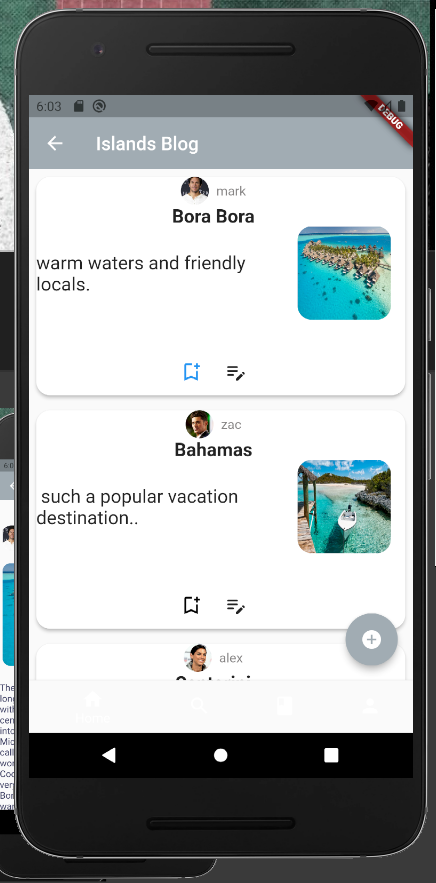 6:03
DEBUG
Islands Blog
mark
Bora Bora
warm waters and friendly
locals.
zac
Bahamas
such a popular vacation
destination..
alex